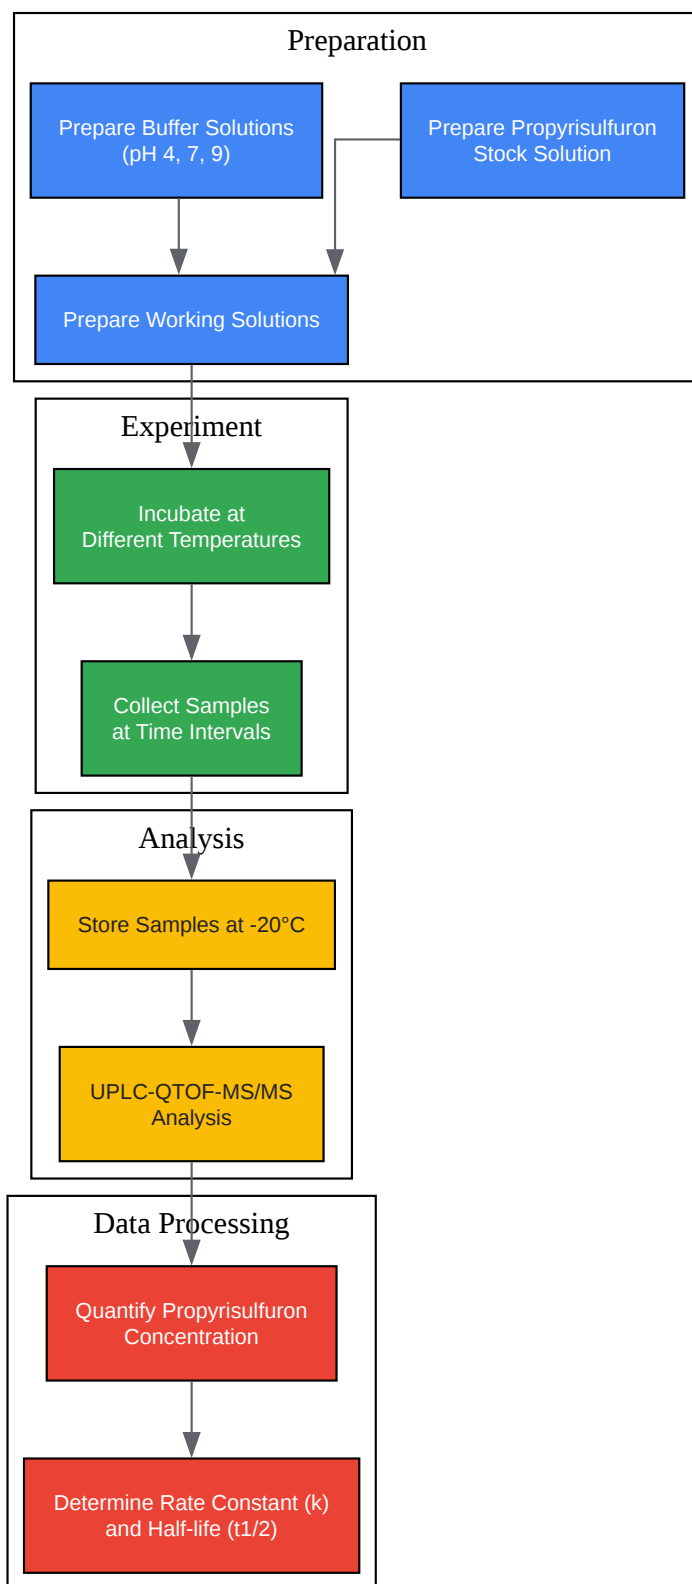 Preparation
Prepare Buffer Solutions
(pH 4, 7, 9)
Prepare Propyrisulfuron
Stock Solution
Prepare Working Solutions
Experiment
Incubate at
Different Temperatures
Collect Samples
at Time Intervals
Analysis
Store Samples at -20°C
UPLC-QTOF-MS/MS
Analysis
Data Processing
Quantify Propyrisulfuron
Concentration
Determine Rate Constant (k)
and Half-life (t1/2)